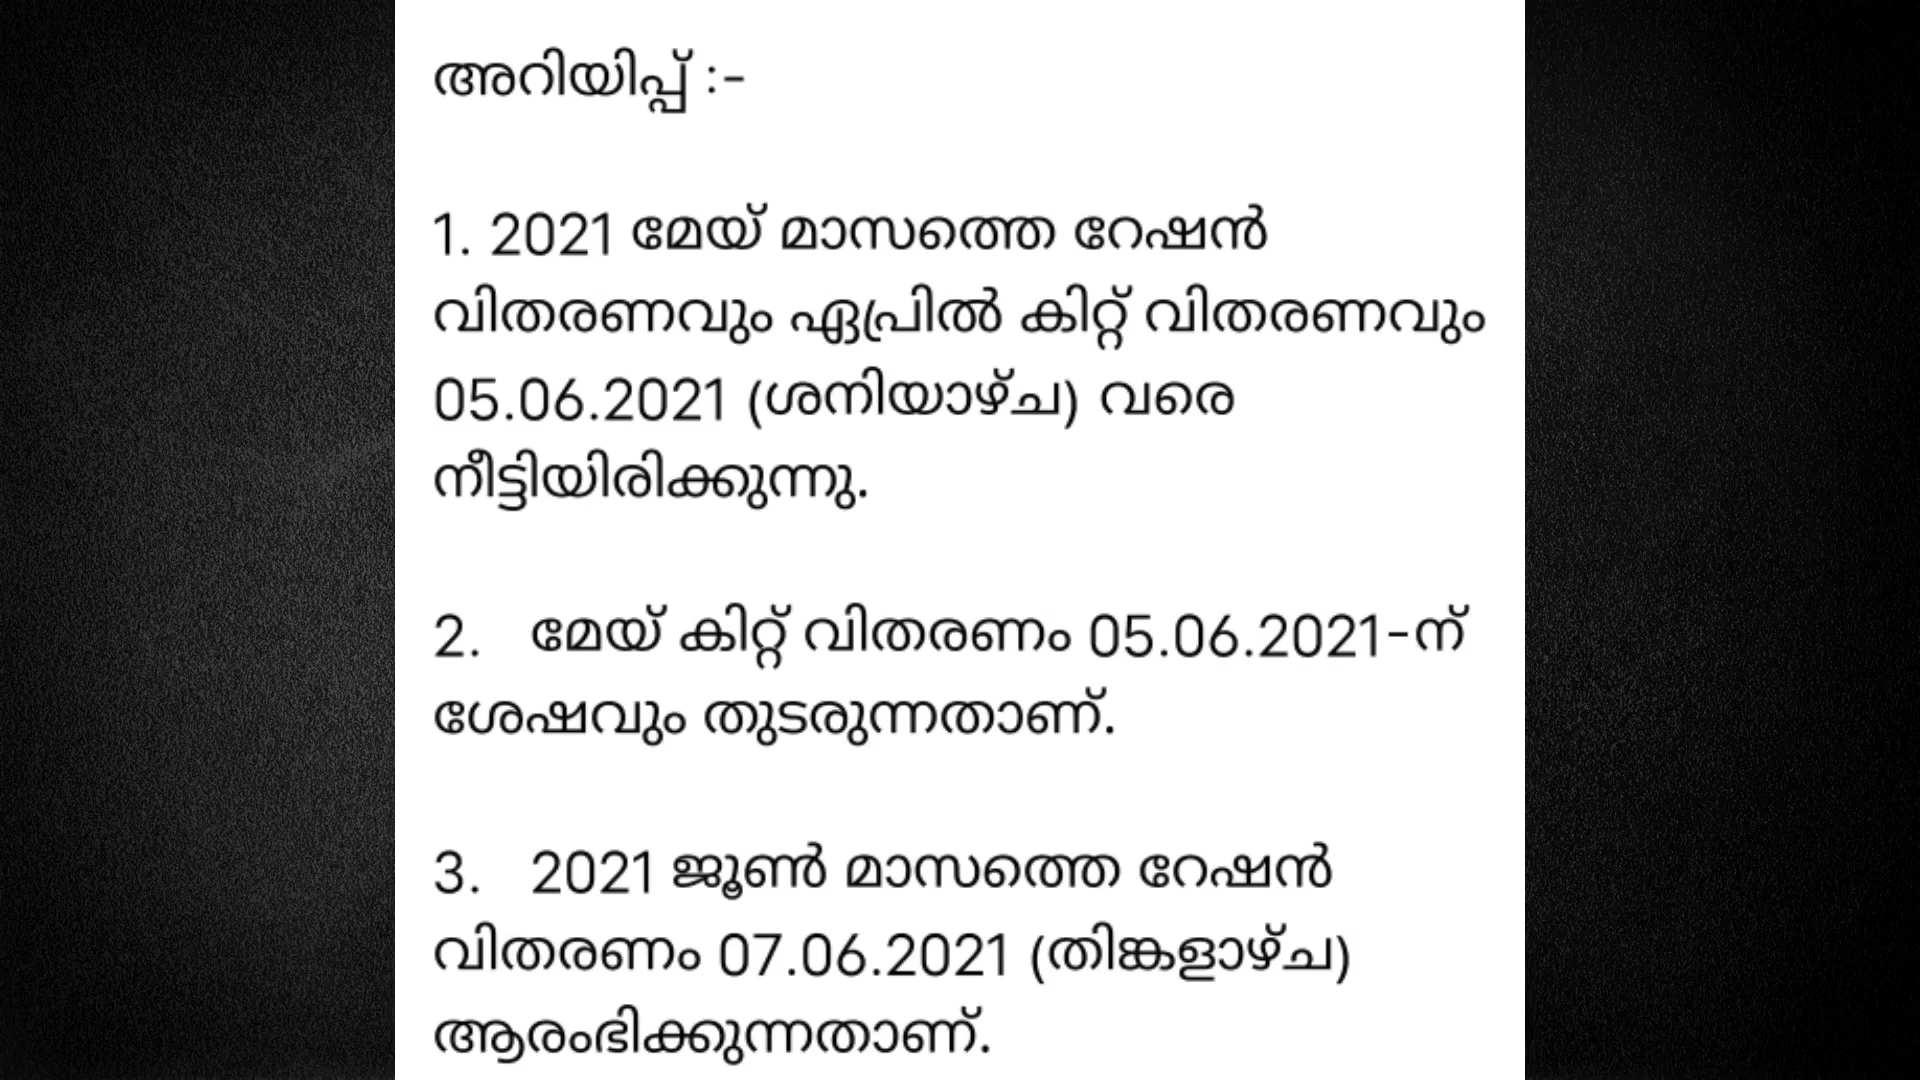 അറിയിപ്പ് :-
1. 2021 മേയ് മാസത്തെ റേഷൻ
വിതരണവും ഏപ്രിൽ കിറ്റ് വിതരണവും
05.06.2021 (ശനിയാഴ്ച) വരെ
നീട്ടിയിരിക്കുന്നു.
2. മേയ് കിറ്റ് വിതരണം 05.06.2021-ന്
ശേഷവും തുടരുന്നതാണ്.
3. 2021 ജൂൺ മാസത്തെ റേഷൻ
വിതരണം 07.06.2021 (തിങ്കളാഴ്ച)
ആരംഭിക്കുന്നതാണ്.